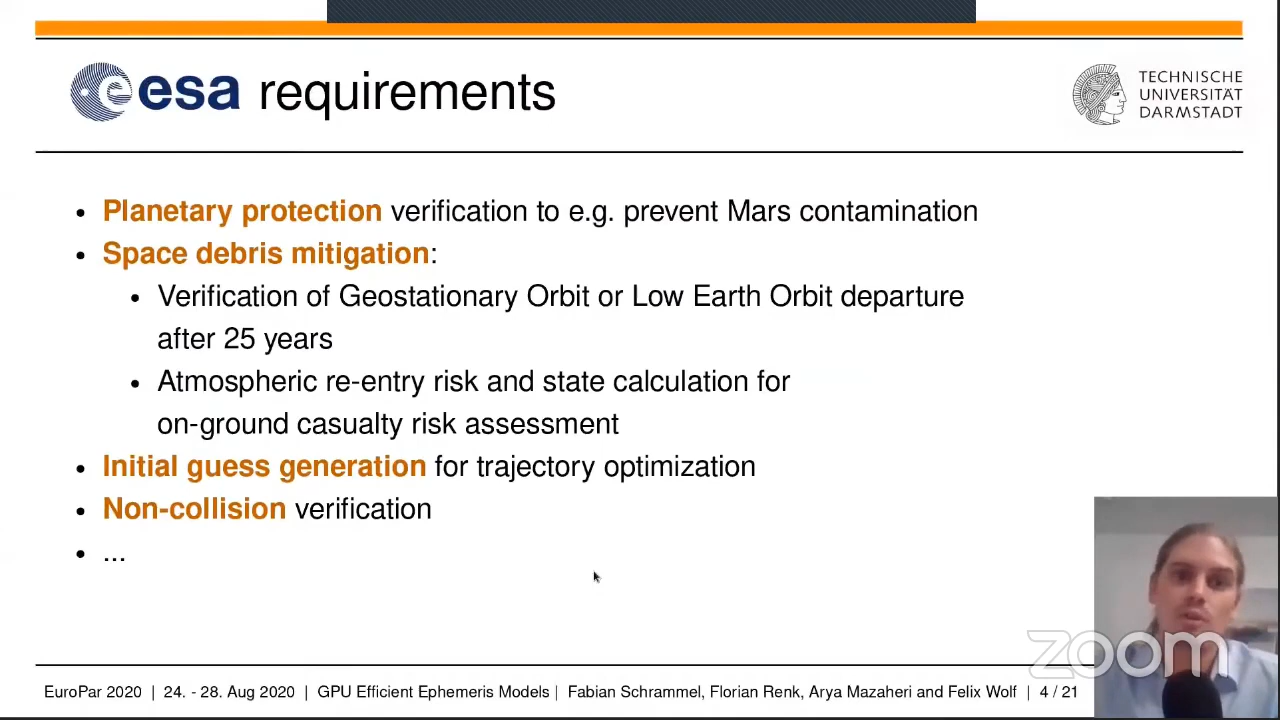 esa requirements
TECHNISCHE
UNIVERSITÄT
DARMSTADT
• Planetary protection verification to e.g. prevent Mars contamination
• Space debris mitigation:
• Verification of Geostationary Orbit or Low Earth Orbit departure
after 25 years
• Atmospheric re-entry risk and state calculation for
on-ground casualty risk assessment
• Initial guess generation for trajectory optimization
• Non-collision verification
• ...
zoom
EuroPar 2020 | 24. - 28. Aug 2020 | GPU Efficient Ephemeris Models | Fabian Schrammel, Florian Renk, Arya Mazaheri and Felix Wolf | 4 / 21